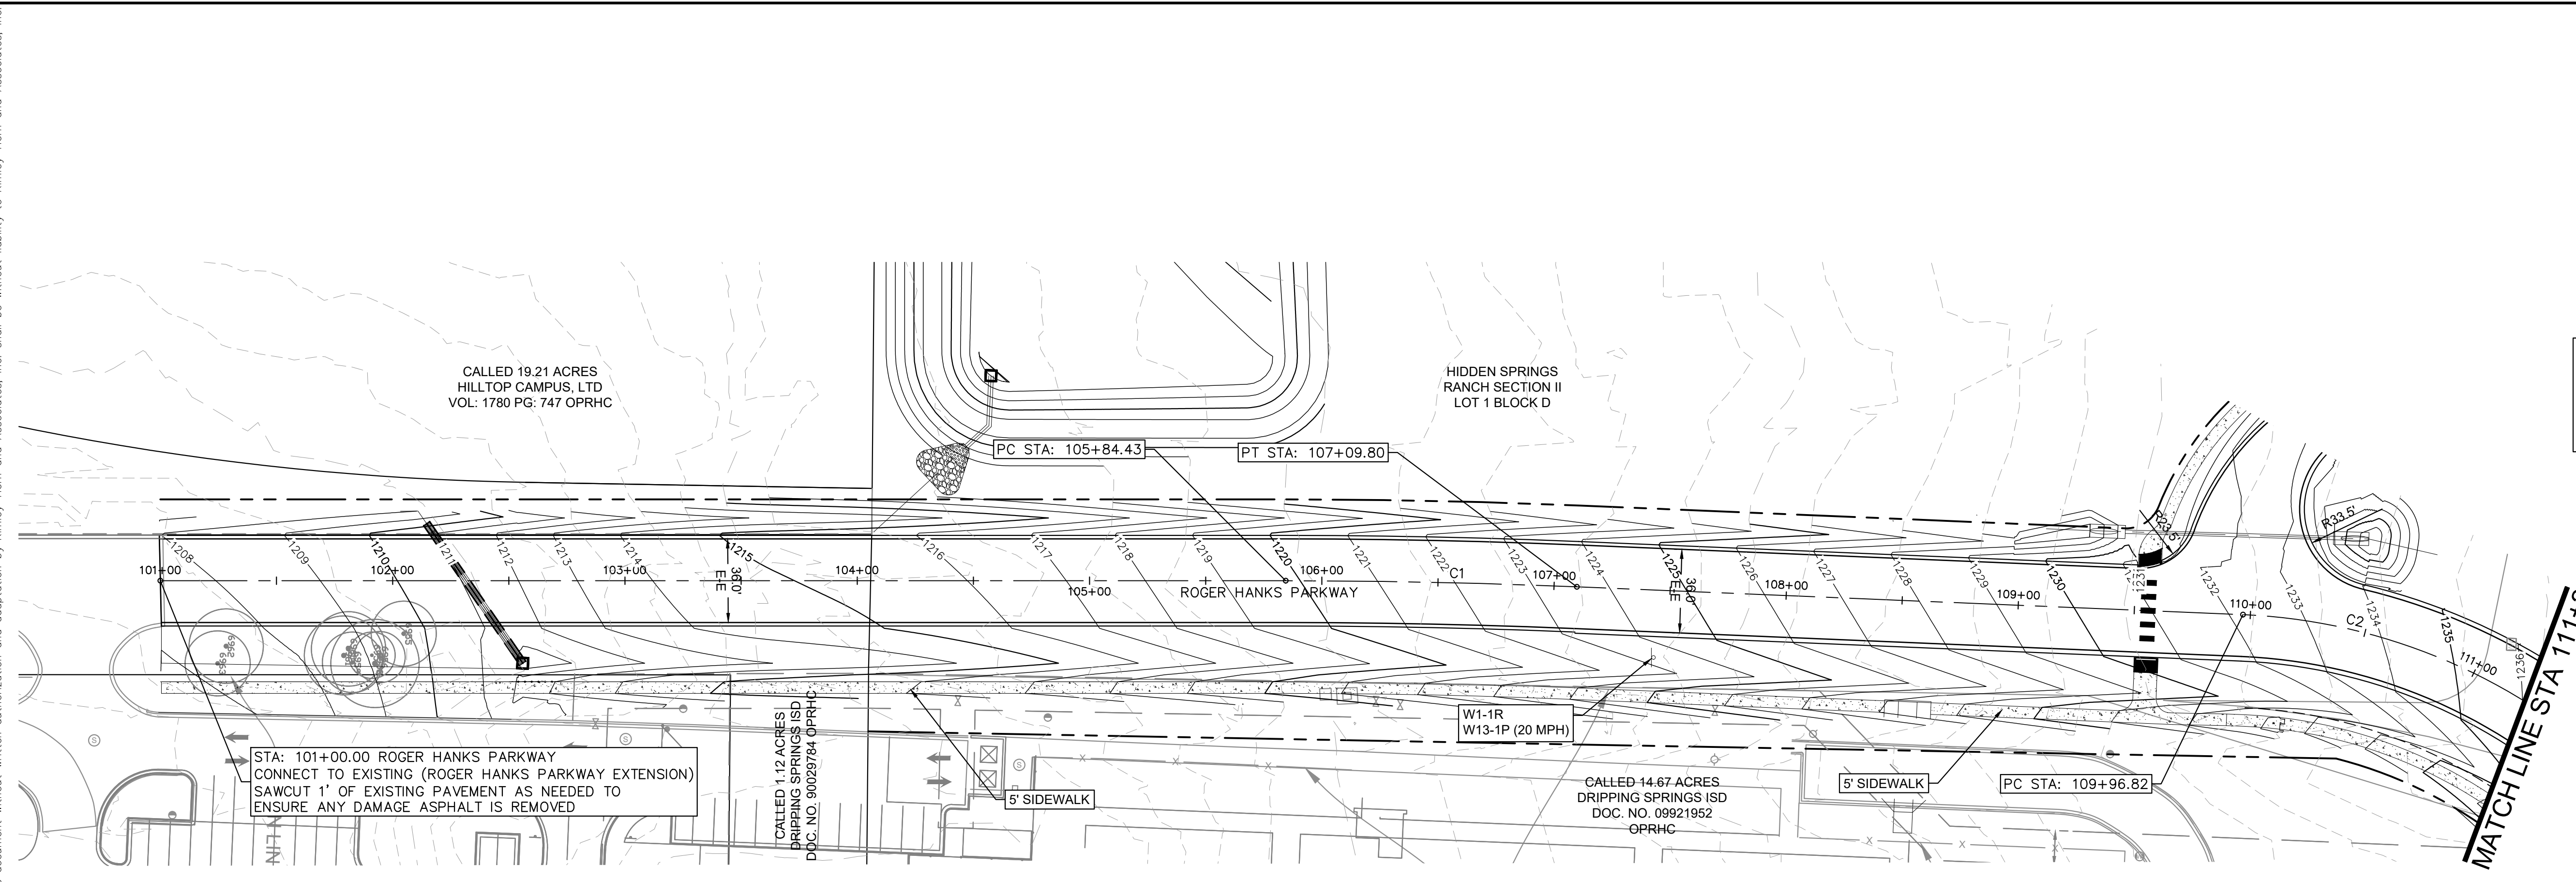 CALLED 19.21 ACRES
HILLTOP CAMPUS, LTD
VOL: 1780 PG: 747 OPRHC
HIDDEN SPRINGS
RANCH SECTION II
LOT 1 BLOCK D
PC STA: 105+84.43
PT STA: 107+09.80
R23.5'
R33.5'
1208
1209
1210
1211
1212
1213
1214
1215
1216
1217
1218
1219
1220
1221
1222
1223
1224
1225
1226
1227
1228
1229
1230
1231
1232
1233
1234
1235
1236
101+00
102+00
103+00
104+00
105+00
106+00
107+00
108+00
109+00
110+00
111+00
C1
C2
36.0'
E-E
36.0'
E-E
ROGER HANKS PARKWAY
MATCH LINE STA 111+
W1-1R
W13-1P (20 MPH)
STA: 101+00.00 ROGER HANKS PARKWAY
CONNECT TO EXISTING (ROGER HANKS PARKWAY EXTENSION)
SAWCUT 1' OF EXISTING PAVEMENT AS NEEDED TO
ENSURE ANY DAMAGE ASPHALT IS REMOVED
CALLED 1.12 ACRES
DRIPPING SPRINGS ISD
DOC. NO. 90029784 OPRHC
5' SIDEWALK
CALLED 14.67 ACRES
DRIPPING SPRINGS ISD
DOC. NO. 09921952
OPRHC
5' SIDEWALK
PC STA: 109+96.82